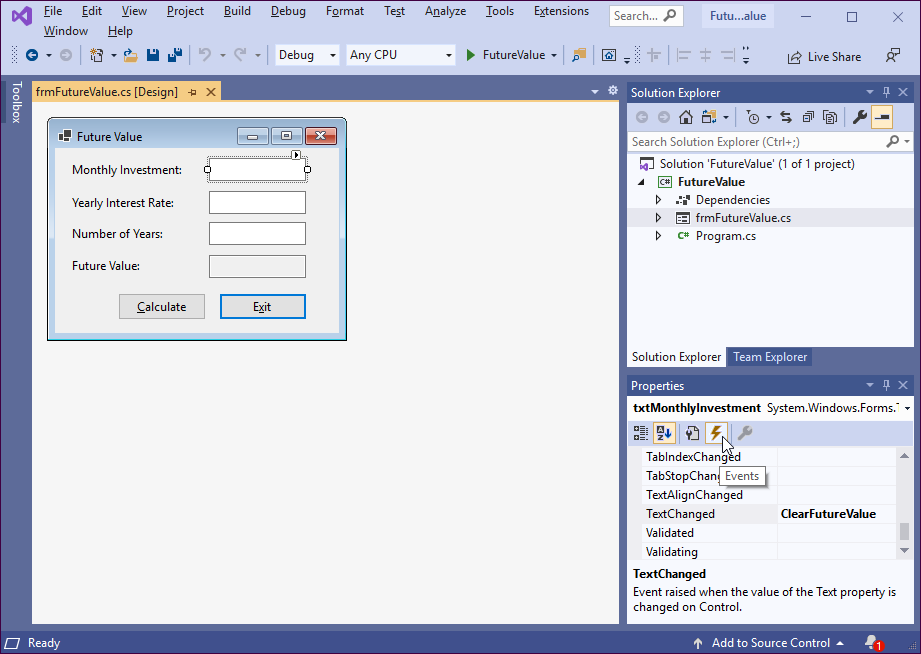 File Edit View Project Build Debug Format Test Analyze Tools Extensions Search... Futu...alue
Window Help
Debug Any CPU FutureValue Live Share
Toolbox
frmFutureValue.cs [Design]
Future Value
Monthly Investment:
Yearly Interest Rate:
Number of Years:
Future Value:
Calculate Exit
Solution Explorer
Search Solution Explorer (Ctrl+;)
Solution 'FutureValue' (1 of 1 project)
C# FutureValue
Dependencies
frmFutureValue.cs
C# Program.cs
Solution Explorer Team Explorer
Properties
txtMonthlyInvestment System.Windows.Forms.
TabIndexChanged
TabStopChang
Events
TextAlignChanged
TextChanged ClearFutureValue
Validated
Validating
TextChanged
Event raised when the value of the Text property is
changed on Control.
Ready Add to Source Control 1